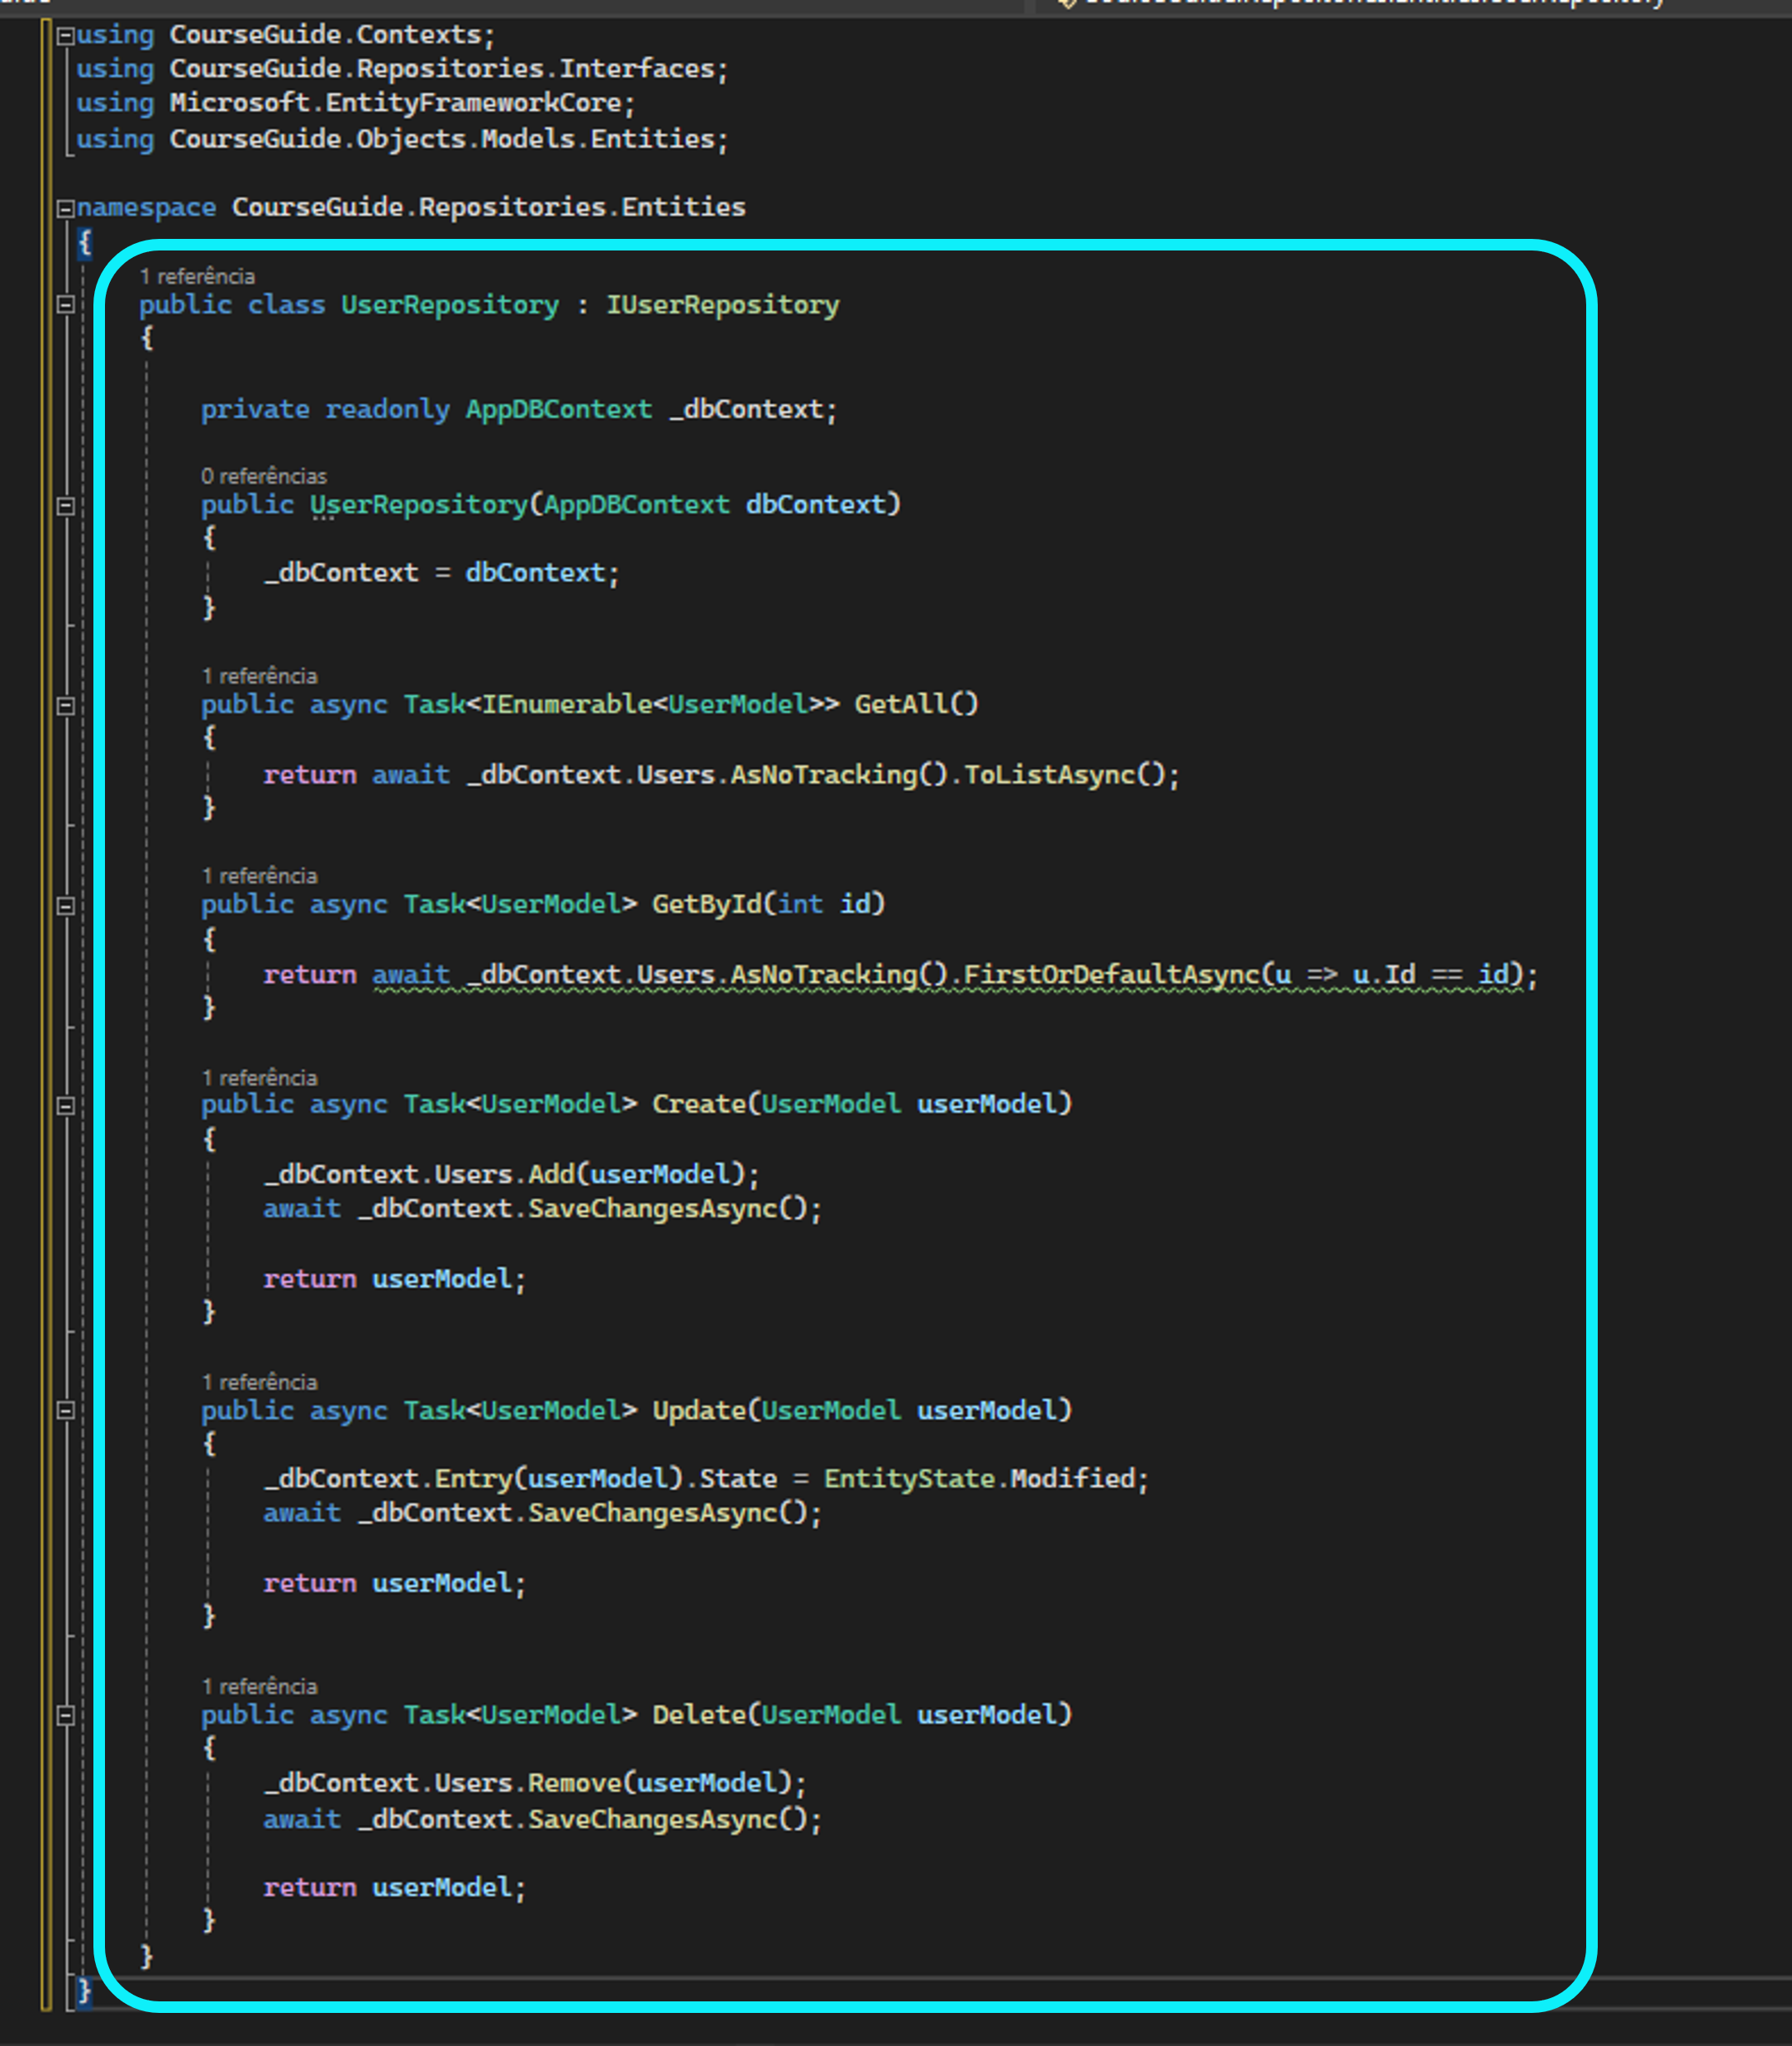 using CourseGuide.Contexts;
using CourseGuide.Repositories.Interfaces;
using Microsoft.EntityFrameworkCore;
using CourseGuide.Objects.Models.Entities;
namespace CourseGuide.Repositories.Entities
{
1 referência
public class UserRepository : IUserRepository
{
private readonly AppDBContext _dbContext;
0 referências
public UserRepository(AppDBContext dbContext)
{
_dbContext = dbContext;
}
1 referência
public async Task<IEnumerable<UserModel>> GetAll()
{
return await _dbContext.Users.AsNoTracking().ToListAsync();
}
1 referência
public async Task<UserModel> GetById(int id)
{
return await _dbContext.Users.AsNoTracking().FirstOrDefaultAsync(u => u.Id == id);
}
1 referência
public async Task<UserModel> Create(UserModel userModel)
{
_dbContext.Users.Add(userModel);
await _dbContext.SaveChangesAsync();
return userModel;
}
1 referência
public async Task<UserModel> Update(UserModel userModel)
{
_dbContext.Entry(userModel).State = EntityState.Modified;
await _dbContext.SaveChangesAsync();
return userModel;
}
1 referência
public async Task<UserModel> Delete(UserModel userModel)
{
_dbContext.Users.Remove(userModel);
await _dbContext.SaveChangesAsync();
return userModel;
}
}
}